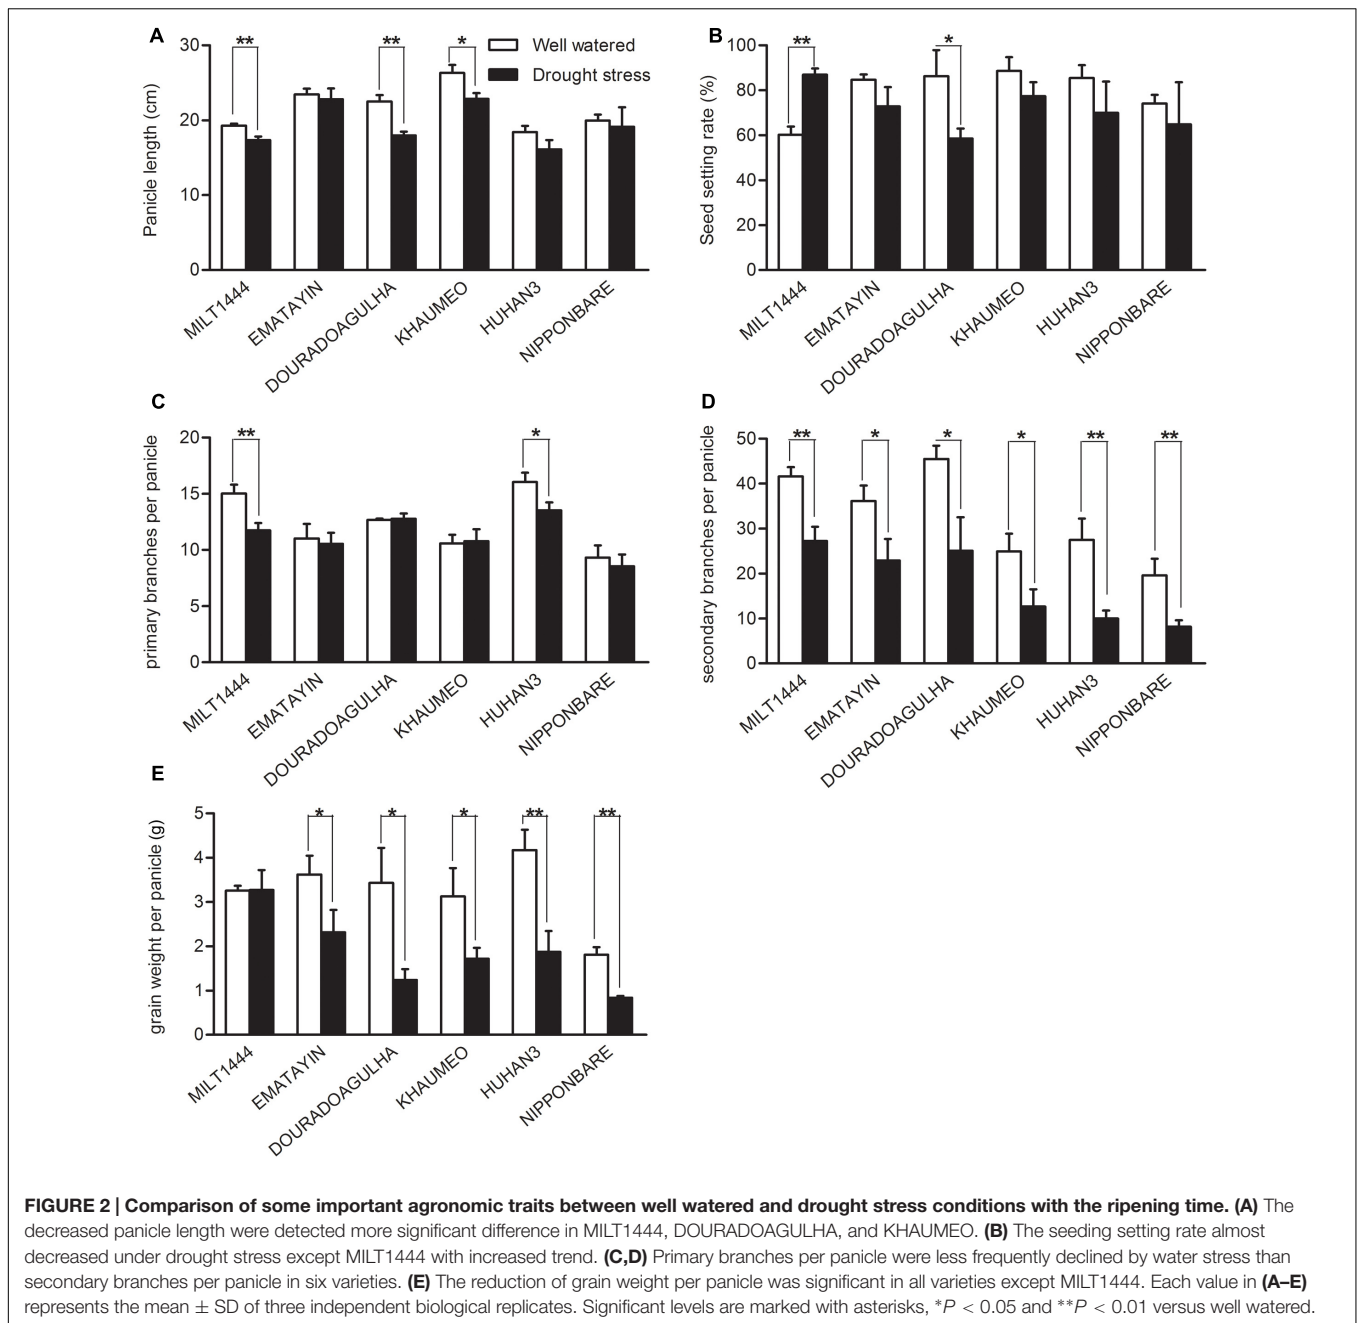 A
30
20
10
0
Panicle length (cm)
** ** *
Well watered
Drought stress
MILT1444
EMATAYIN
DOURADOAGULHA
KHAUMEO
HUHAN3
NIPPONBARE
B
100
80
60
40
20
0
Seed setting rate (%)
** *
MILT1444
EMATAYIN
DOURADOAGULHA
KHAUMEO
HUHAN3
NIPPONBARE
C
20
15
10
5
0
primary branches per panicle
** *
MILT1444
EMATAYIN
DOURADOAGULHA
KHAUMEO
HUHAN3
NIPPONBARE
D
50
40
30
20
10
0
secondary branches per panicle
** * * * ** **
MILT1444
EMATAYIN
DOURADOAGULHA
KHAUMEO
HUHAN3
NIPPONBARE
E
5
4
3
2
1
0
grain weight per panicle (g)
* * * ** **
MILT1444
EMATAYIN
DOURADOAGULHA
KHAUMEO
HUHAN3
NIPPONBARE
FIGURE 2 | Comparison of some important agronomic traits between well watered and drought stress conditions with the ripening time. (A) The
decreased panicle length were detected more significant difference in MILT1444, DOURADOAGULHA, and KHAUMEO. (B) The seeding setting rate almost
decreased under drought stress except MILT1444 with increased trend. (C,D) Primary branches per panicle were less frequently declined by water stress than
secondary branches per panicle in six varieties. (E) The reduction of grain weight per panicle was significant in all varieties except MILT1444. Each value in (A–E)
represents the mean ± SD of three independent biological replicates. Significant levels are marked with asterisks, *P < 0.05 and **P < 0.01 versus well watered.